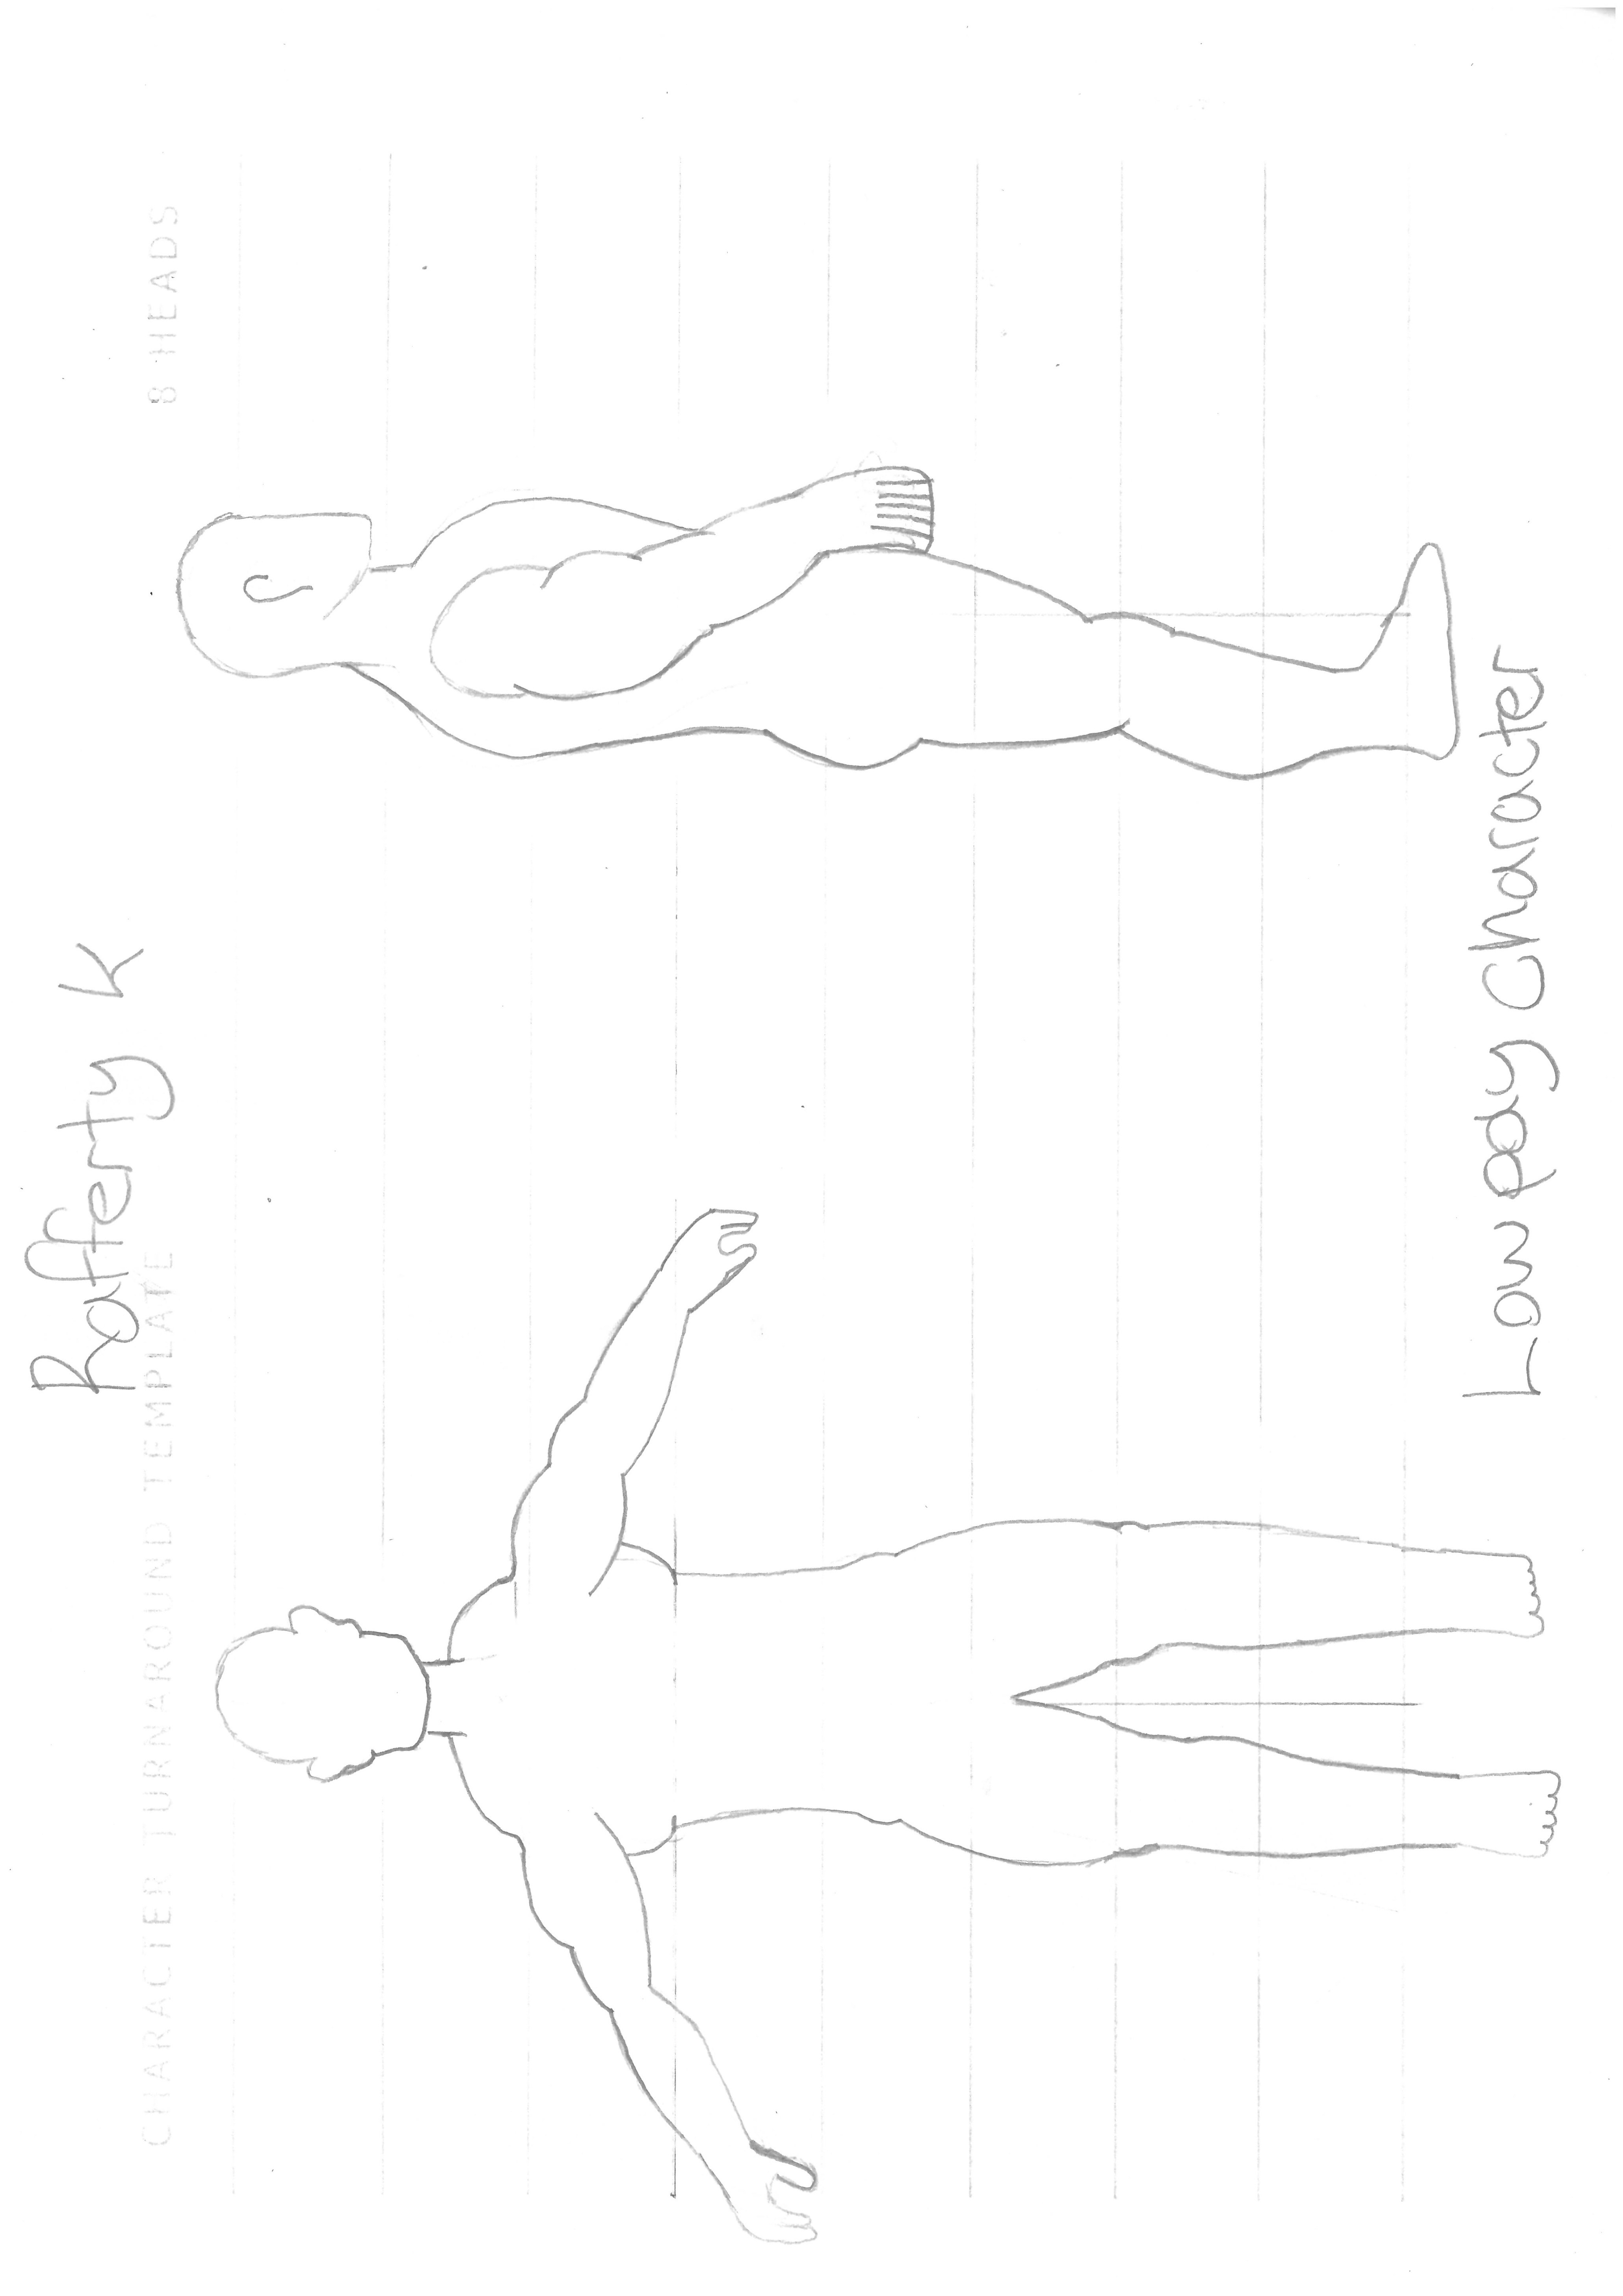 Rafferty K
CHARACTER TURNAROUND TEMPLATE
8 HEADS
Low poly Character